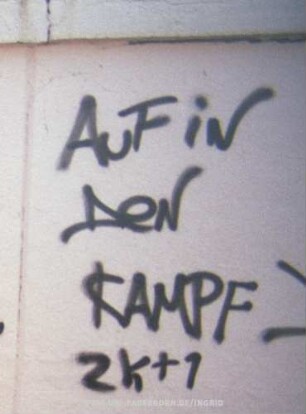 AUF iN
DeN
KAMPF
2k+1